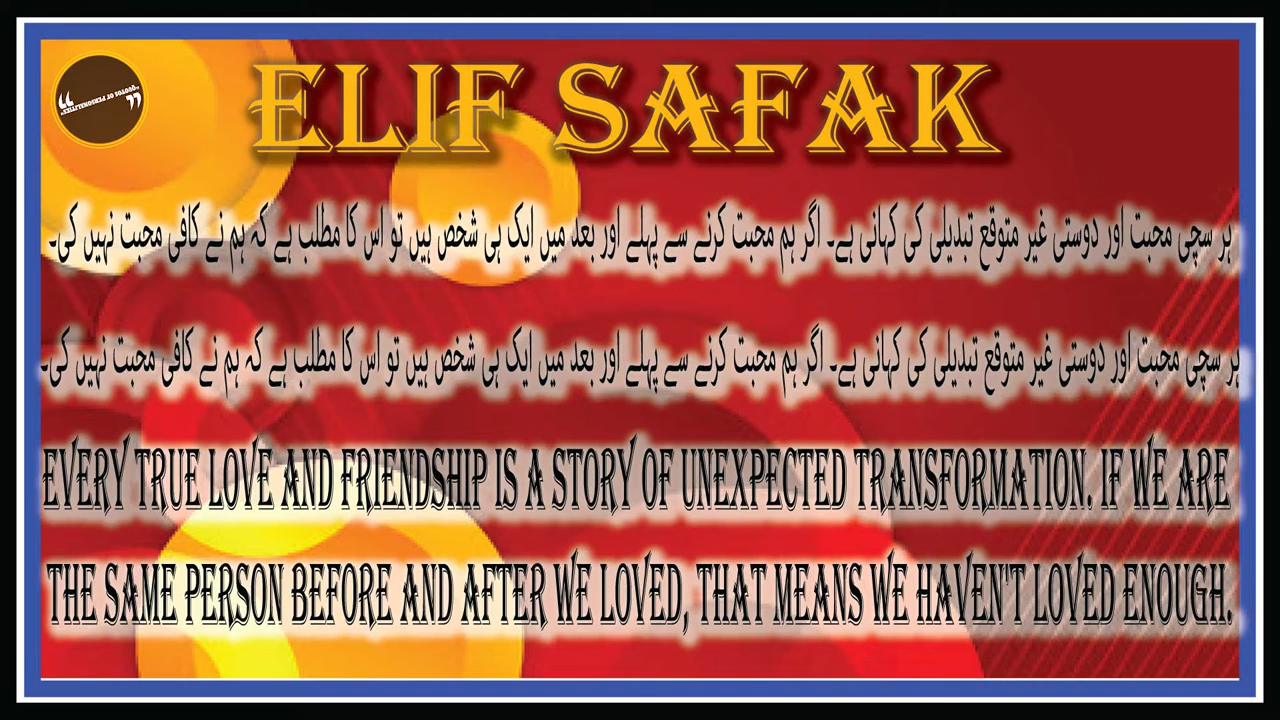 "QUOTOS OF PERSONALITIES"
ELIF SAFAK
ہر سچی محبت اور دوستی غیر متوقع تبدیلی کی کہانی ہے۔ اگر ہم محبت کرنے سے پہلے اور بعد میں ایک ہی شخص ہیں تو اس کا مطلب ہے کہ ہم نے کافی محبت نہیں کی۔
ہر سچی محبت اور دوستی غیر متوقع تبدیلی کی کہانی ہے۔ اگر ہم محبت کرنے سے پہلے اور بعد میں ایک ہی شخص ہیں تو اس کا مطلب ہے کہ ہم نے کافی محبت نہیں کی۔
EVERY TRUE LOVE AND FRIENDSHIP IS A STORY OF UNEXPECTED TRANSFORMATION. IF WE ARE
THE SAME PERSON BEFORE AND AFTER WE LOVED, THAT MEANS WE HAVEN'T LOVED ENOUGH.